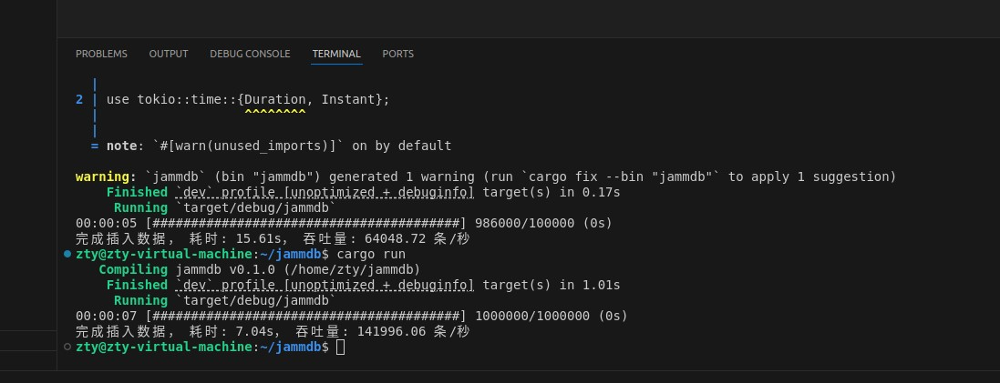 PROBLEMS OUTPUT DEBUG CONSOLE TERMINAL PORTS
|
2 | use tokio::time::{Duration, Instant};
| ^^^^^^^^
|
= note: `#[warn(unused_imports)]` on by default
warning: `jammdb` (bin "jammdb") generated 1 warning (run `cargo fix --bin "jammdb"` to apply 1 suggestion)
Finished `dev` profile [unoptimized + debuginfo] target(s) in 0.17s
Running `target/debug/jammdb`
00:00:05 [########################################] 986000/100000 (0s)
完成插入数据, 耗时: 15.61s, 吞吐量: 64048.72 条/秒
zty@zty-virtual-machine:~/jammdb$ cargo run
Compiling jammdb v0.1.0 (/home/zty/jammdb)
Finished `dev` profile [unoptimized + debuginfo] target(s) in 1.01s
Running `target/debug/jammdb`
00:00:07 [########################################] 1000000/1000000 (0s)
完成插入数据, 耗时: 7.04s, 吞吐量: 141996.06 条/秒
zty@zty-virtual-machine:~/jammdb$